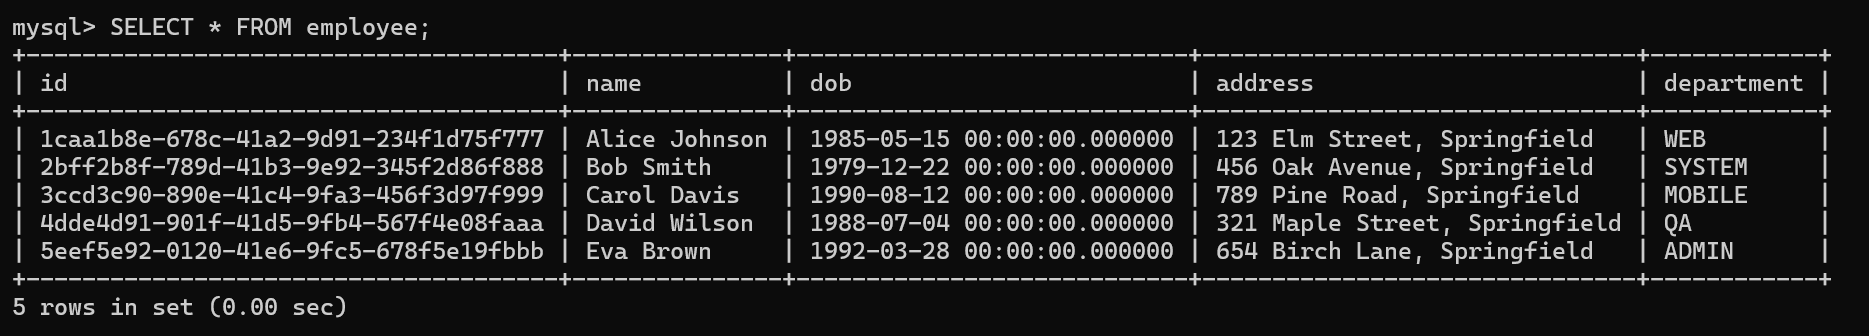 mysql> SELECT * FROM employee;
+--------------------------------------+---------------+----------------------------+-------------------------------+------------+
| id                                   | name          | dob                        | address                       | department |
+--------------------------------------+---------------+----------------------------+-------------------------------+------------+
| 1caa1b8e-678c-41a2-9d91-234f1d75f777 | Alice Johnson | 1985-05-15 00:00:00.000000 | 123 Elm Street, Springfield   | WEB        |
| 2bff2b8f-789d-41b3-9e92-345f2d86f888 | Bob Smith     | 1979-12-22 00:00:00.000000 | 456 Oak Avenue, Springfield   | SYSTEM     |
| 3ccd3c90-890e-41c4-9fa3-456f3d97f999 | Carol Davis   | 1990-08-12 00:00:00.000000 | 789 Pine Road, Springfield    | MOBILE     |
| 4dde4d91-901f-41d5-9fb4-567f4e08faaa | David Wilson  | 1988-07-04 00:00:00.000000 | 321 Maple Street, Springfield | QA         |
| 5eef5e92-0120-41e6-9fc5-678f5e19fbbb | Eva Brown     | 1992-03-28 00:00:00.000000 | 654 Birch Lane, Springfield   | ADMIN      |
+--------------------------------------+---------------+----------------------------+-------------------------------+------------+
5 rows in set (0.00 sec)